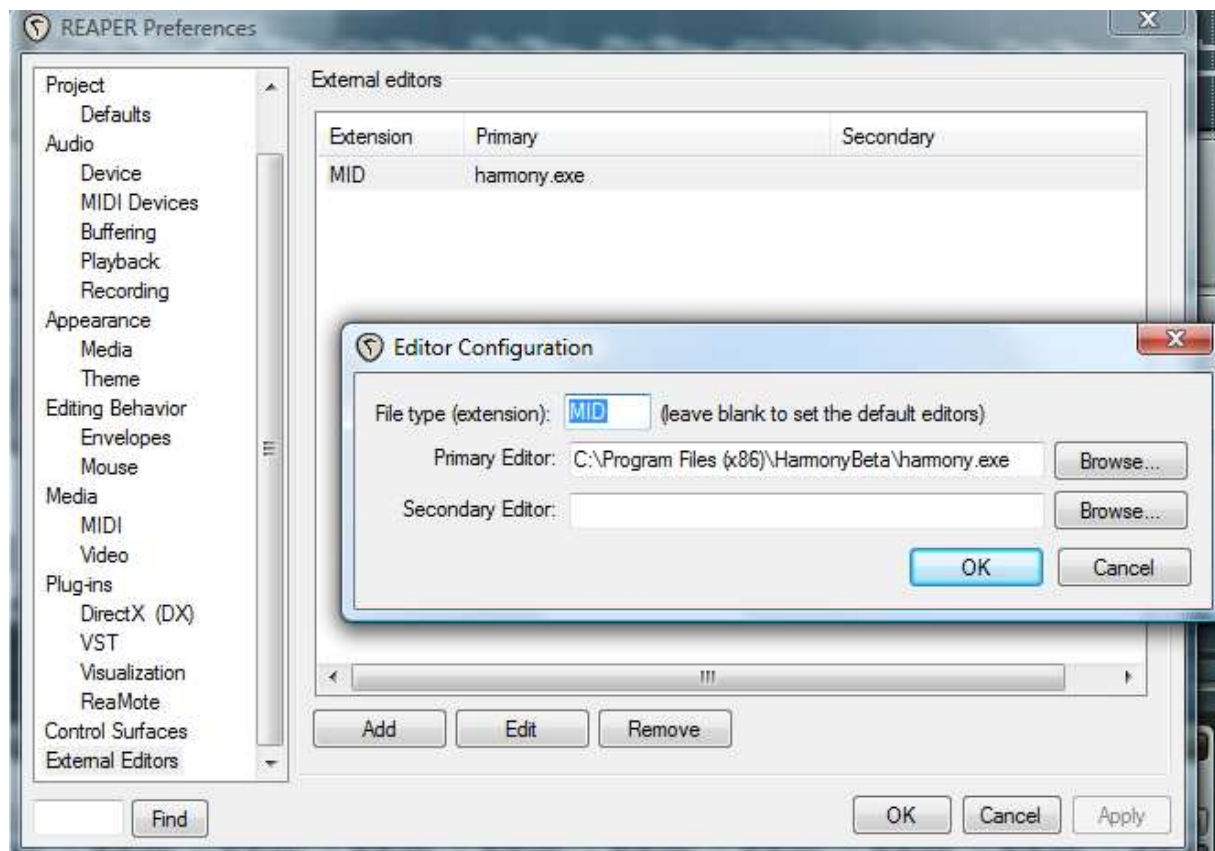 REAPER Preferences
Project
Defaults
Audio
Device
MIDI Devices
Buffering
Playback
Recording
Appearance
Media
Theme
Editing Behavior
Envelopes
Mouse
Media
MIDI
Video
Plug-ins
DirectX (DX)
VST
Visualization
ReaMote
Control Surfaces
External Editors
Find
External editors
Extension Primary Secondary
MID harmony.exe
Editor Configuration
File type (extension): MID (leave blank to set the default editors)
Primary Editor: C:\Program Files (x86)\HarmonyBeta\harmony.exe Browse...
Secondary Editor: Browse...
OK Cancel
Add Edit Remove
OK Cancel Apply